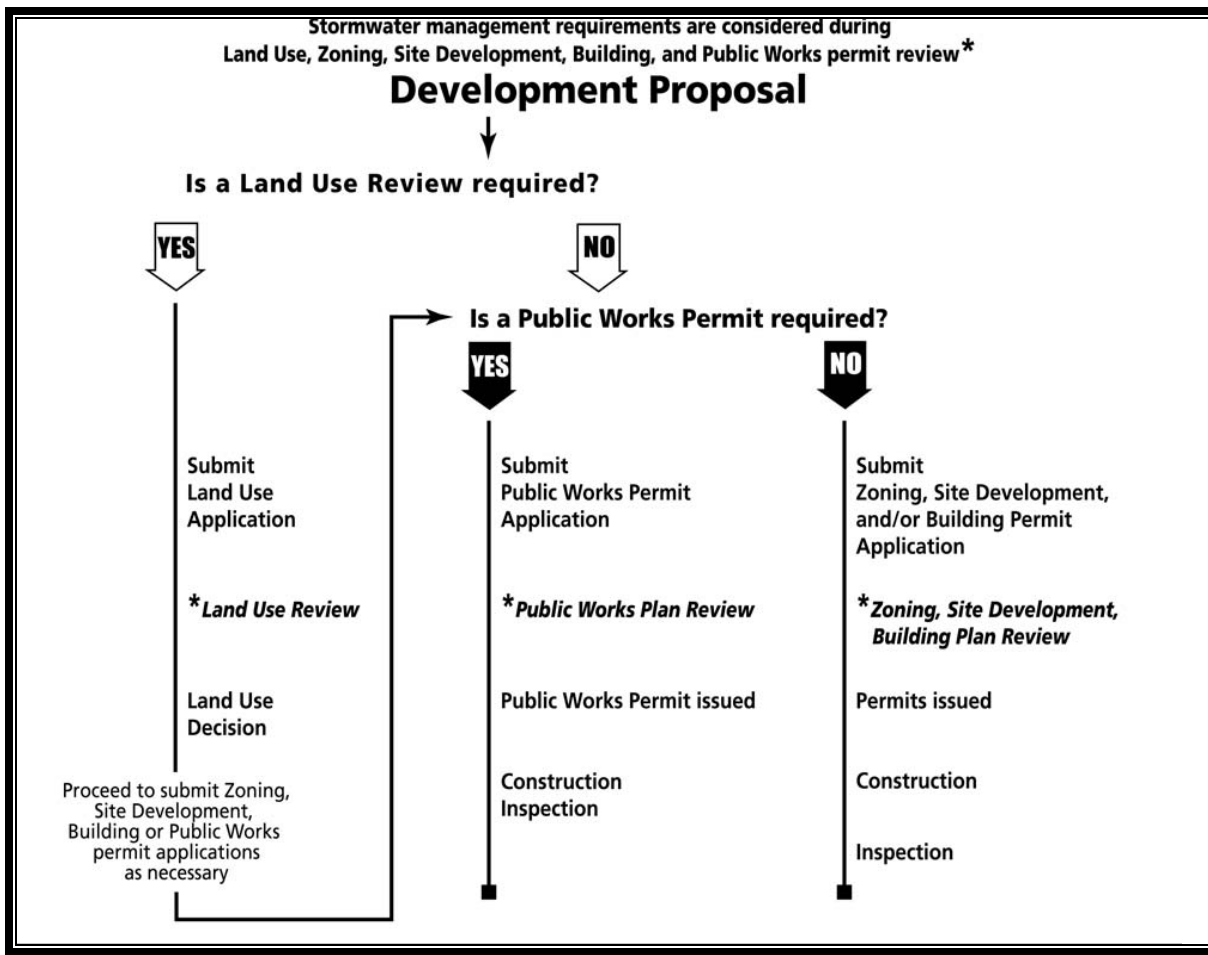 Stormwater management requirements are considered during
Land Use, Zoning, Site Development, Building, and Public Works permit review*
Development Proposal
Is a Land Use Review required?
YES
NO
Is a Public Works Permit required?
YES
NO
Submit
Land Use
Application
*Land Use Review
Land Use
Decision
Proceed to submit Zoning,
Site Development,
Building or Public Works
permit applications
as necessary
Submit
Public Works Permit
Application
*Public Works Plan Review
Public Works Permit issued
Construction
Inspection
Submit
Zoning, Site Development,
and/or Building Permit
Application
*Zoning, Site Development,
Building Plan Review
Permits issued
Construction
Inspection